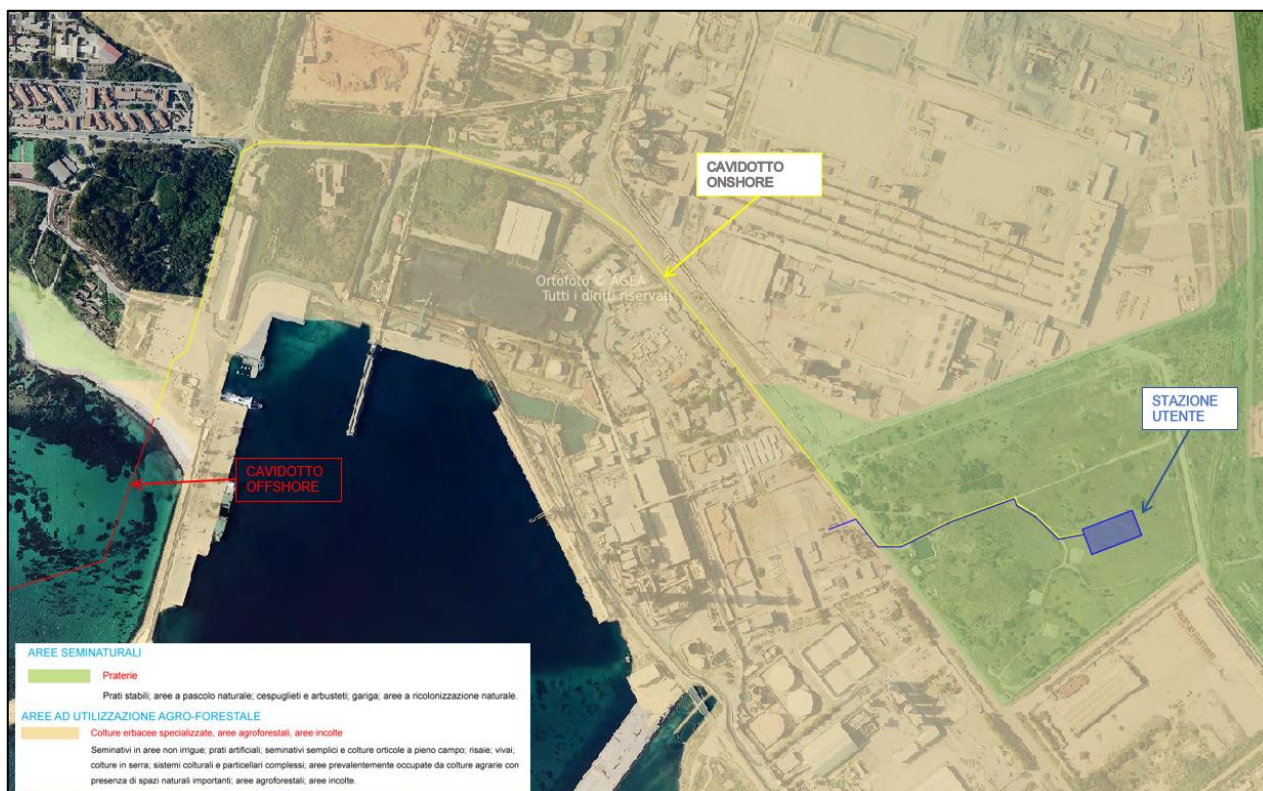 CAVIDOTTO
ONSHORE
Ortofoto © AGEA
Tutti i diritti riservati
STAZIONE
UTENTE
CAVIDOTTO
OFFSHORE
AREE SEMINATURALI
Praterie
Prati stabili; aree a pascolo naturale; cespuglieti e arbusteti; gariga; aree a ricolonizzazione naturale.
AREE AD UTILIZZAZIONE AGRO-FORESTALE
Colture erbacee specializzate, aree agroforestali, aree incolte
Seminativi in aree non irrigue; prati artificiali; seminativi semplici e colture orticole a pieno campo; risaie; vivai;
colture in serra; sistemi colturali e particellari complessi; aree prevalentemente occupate da colture agrarie con
presenza di spazi naturali importanti; aree agroforestali; aree incolte.